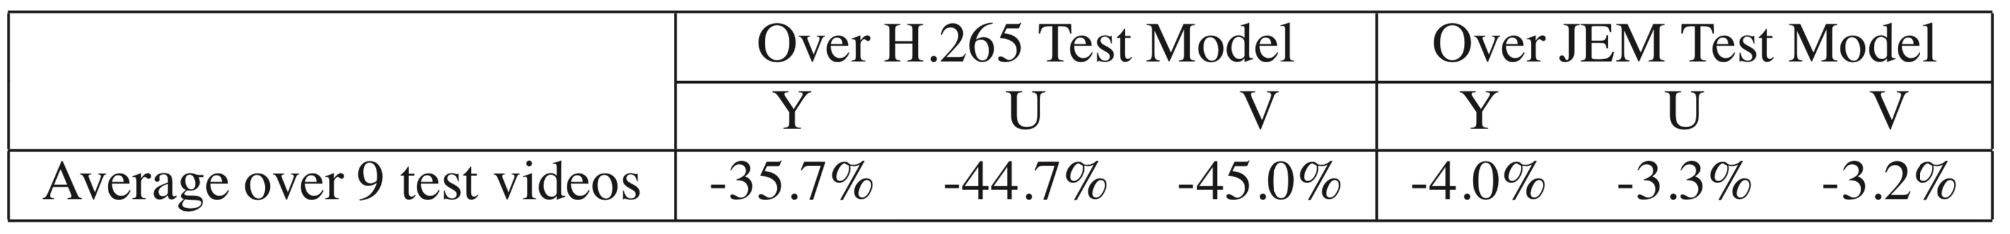 Over H.265 Test Model Over JEM Test Model
Y U V Y U V
Average over 9 test videos -35.7% -44.7% -45.0% -4.0% -3.3% -3.2%